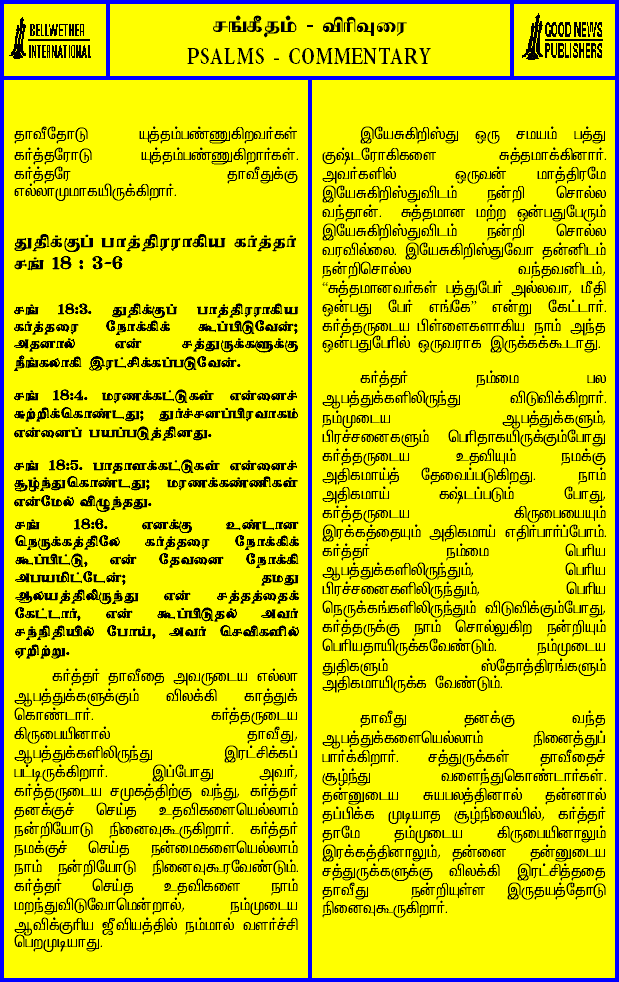 BELLWETHER
INTERNATIONAL
சங்கீதம் - விரிவுரை
PSALMS - COMMENTARY
GOOD NEWS
PUBLISHERS
தாவீதோடு யுத்தம்பண்ணுகிறவர்கள்
கர்த்தரோடு யுத்தம்பண்ணுகிறார்கள்.
கர்த்தரே தாவீதுக்கு
எல்லாமுமாகயிருக்கிறார்.
துதிக்குப் பாத்திரராகிய கர்த்தர்
சங் 18 : 3-6
சங் 18:3. துதிக்குப் பாத்திரராகிய
கர்த்தரை நோக்கிக் கூப்பிடுவேன்;
அதனால் என் சத்துருக்களுக்கு
நீங்கலாகி இரட்சிக்கப்படுவேன்.
சங் 18:4. மரணக்கட்டுகள் என்னைச்
சுற்றிக்கொண்டது; துர்ச்சனப்பிரவாகம்
என்னைப் பயப்படுத்தினது.
சங் 18:5. பாதாளக்கட்டுகள் என்னைச்
சூழ்ந்துகொண்டது; மரணக்கண்ணிகள்
என்மேல் விழுந்தது.
சங் 18:6. எனக்கு உண்டான
நெருக்கத்திலே கர்த்தரை நோக்கிக்
கூப்பிட்டு, என் தேவனை நோக்கி
அபயமிட்டேன்; தமது
ஆலயத்திலிருந்து என் சத்தத்தைக்
கேட்டார், என் கூப்பிடுதல் அவர்
சந்நிதியில் போய், அவர் செவிகளில்
ஏறிற்று.
கர்த்தர் தாவீதை அவருடைய எல்லா
ஆபத்துக்களுக்கும் விலக்கி காத்துக்
கொண்டார். கர்த்தருடைய
கிருபையினால் தாவீது,
ஆபத்துக்களிலிருந்து இரட்சிக்கப்
பட்டிருக்கிறார். இப்போது அவர்,
கர்த்தருடைய சமுகத்திற்கு வந்து, கர்த்தர்
தனக்குச் செய்த உதவிகளையெல்லாம்
நன்றியோடு நினைவுகூருகிறார். கர்த்தர்
நமக்குச் செய்த நன்மைகளையெல்லாம்
நாம் நன்றியோடு நினைவுகூரவேண்டும்.
கர்த்தர் செய்த உதவிகளை நாம்
மறந்துவிடுவோமென்றால், நம்முடைய
ஆவிக்குரிய ஜீவியத்தில் நம்மால் வளர்ச்சி
பெறமுடியாது.
இயேசுகிறிஸ்து ஒரு சமயம் பத்து
குஷ்டரோகிகளை சுத்தமாக்கினார்.
அவர்களில் ஒருவன் மாத்திரமே
இயேசுகிறிஸ்துவிடம் நன்றி சொல்ல
வந்தான். சுத்தமான மற்ற ஒன்பதுபேரும்
இயேசுகிறிஸ்துவிடம் நன்றி சொல்ல
வரவில்லை. இயேசுகிறிஸ்துவோ தன்னிடம்
நன்றிசொல்ல வந்தவனிடம்,
“சுத்தமானவர்கள் பத்துபேர் அல்லவா, மீதி
ஒன்பது பேர் எங்கே” என்று கேட்டார்.
கர்த்தருடைய பிள்ளைகளாகிய நாம் அந்த
ஒன்பதுபேரில் ஒருவராக இருக்கக்கூடாது.
கர்த்தர் நம்மை பல
ஆபத்துக்களிலிருந்து விடுவிக்கிறார்.
நம்முடைய ஆபத்துக்களும்,
பிரச்சனைகளும் பெரிதாகயிருக்கும்போது
கர்த்தருடைய உதவியும் நமக்கு
அதிகமாய்த் தேவைப்படுகிறது. நாம்
அதிகமாய் கஷ்டப்படும் போது,
கர்த்தருடைய கிருபையையும்
இரக்கத்தையும் அதிகமாய் எதிர்பார்ப்போம்.
கர்த்தர் நம்மை பெரிய
ஆபத்துக்களிலிருந்தும், பெரிய
பிரச்சனைகளிலிருந்தும், பெரிய
நெருக்கங்களிலிருந்தும் விடுவிக்கும்போது,
கர்த்தருக்கு நாம் சொல்லுகிற நன்றியும்
பெரியதாயிருக்கவேண்டும். நம்முடைய
துதிகளும் ஸ்தோத்திரங்களும்
அதிகமாயிருக்க வேண்டும்.
தாவீது தனக்கு வந்த
ஆபத்துக்களையெல்லாம் நினைத்துப்
பார்க்கிறார். சத்துருக்கள் தாவீதைச்
சூழ்ந்து வளைந்துகொண்டார்கள்.
தன்னுடைய சுயபலத்தினால் தன்னால்
தப்பிக்க முடியாத சூழ்நிலையில், கர்த்தர்
தாமே தம்முடைய கிருபையினாலும்
இரக்கத்தினாலும், தன்னை தன்னுடைய
சத்துருக்களுக்கு விலக்கி இரட்சித்ததை
தாவீது நன்றியுள்ள இருதயத்தோடு
நினைவுகூருகிறார்.